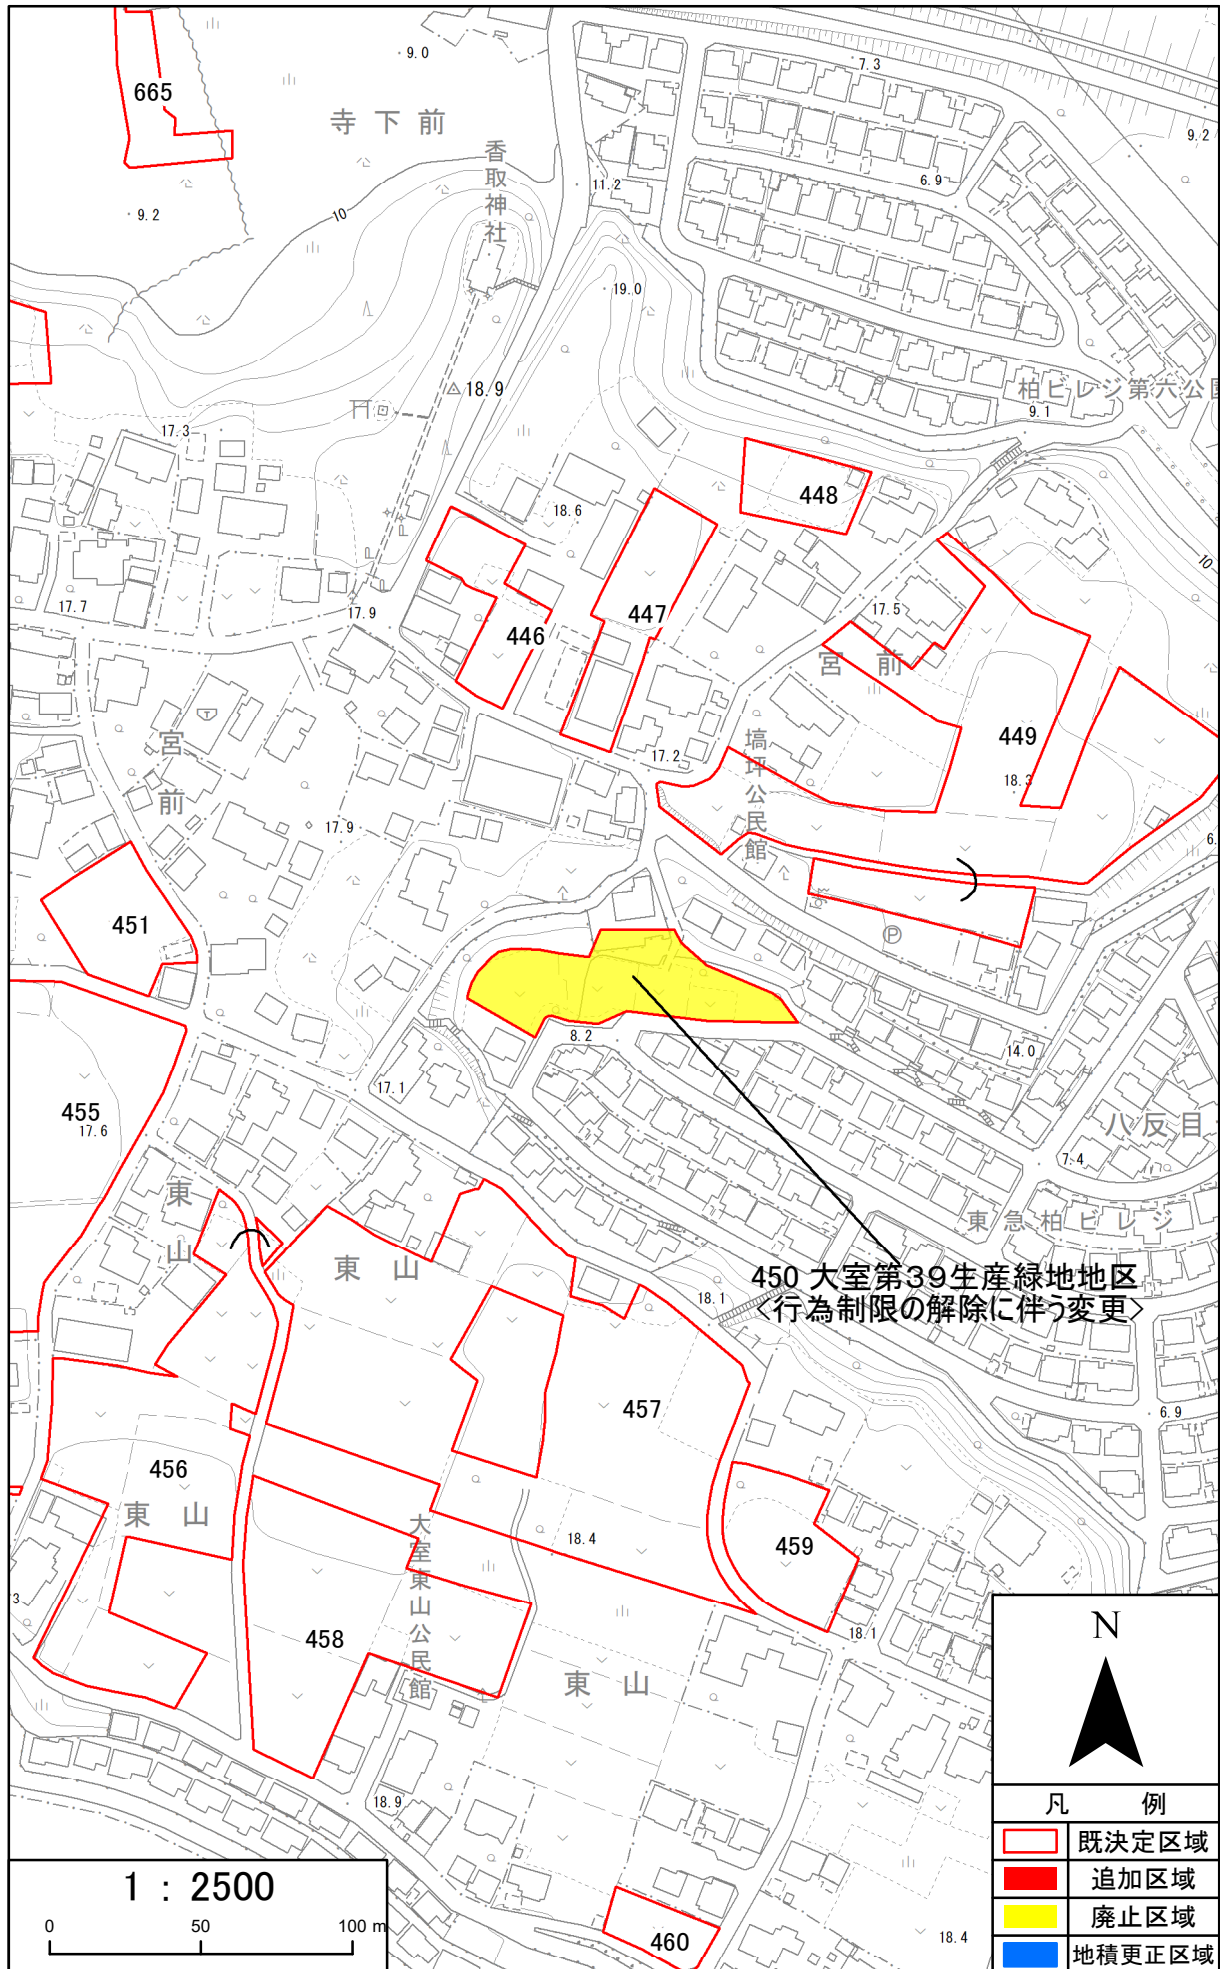 665
寺下前
9.0
7.3
9.2
香取神社
11.2
6.9
9.2
10
19.0
18.9
柏ビレジ第六公園
9.1
17.3
448
18.6
447
446
17.7
17.9
17.5
宮前
10
449
18.3
17.2
塙坪公民館
宮前
17.9
6.
451
P
8.2
14.0
17.1
455
17.6
八反目
7.4
東山
東山
東急柏ビレジ
450 大室第39生産緑地地区
<行為制限の解除に伴う変更>
18.1
457
6.9
456
東山
大室東山公民館
18.4
459
3
458
18.1
東山
18.9
460
18.4
N
凡 例
既決定区域
追加区域
廃止区域
地積更正区域
1 : 2500
0 50 100 m